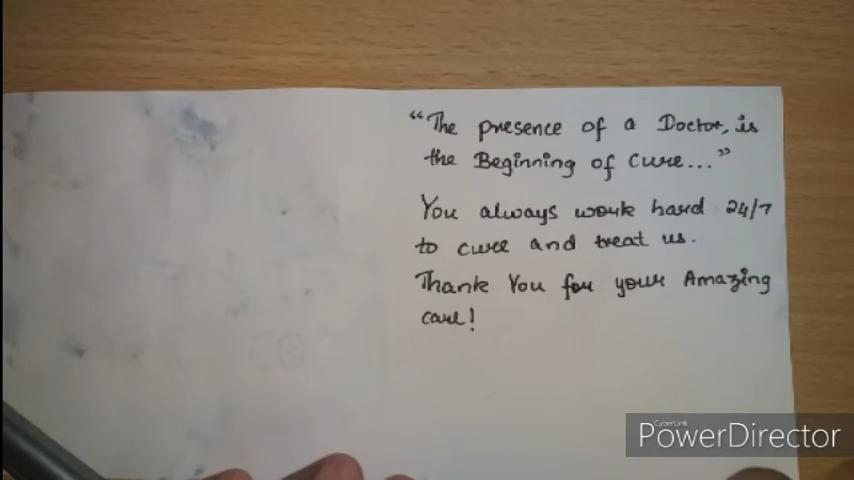 “The presence of a Doctor, is
the Beginning of Cure...”
You always work hard 24/7
to cure and treat us.
Thank You for your Amazing
care!
CyberLink
PowerDirector